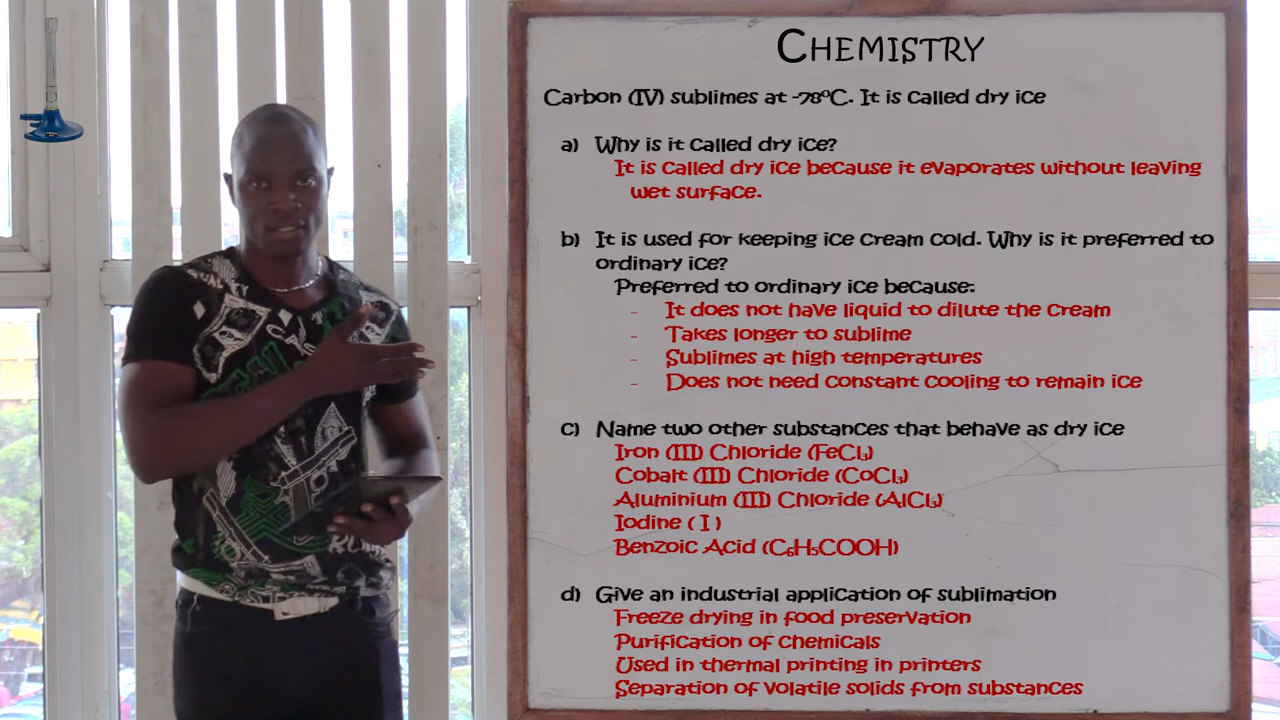 CHEMISTRY
Carbon (IV) sublimes at -78ºC. It is called dry ice
a) Why is it called dry ice?
It is called dry ice because it evaporates without leaving
wet surface.
b) It is used for keeping ice cream cold. Why is it preferred to
ordinary ice?
Preferred to ordinary ice because:
- It does not have liquid to dilute the cream
- Takes longer to sublime
- Sublimes at high temperatures
- Does not need constant cooling to remain ice
c) Name two other substances that behave as dry ice
Iron (III) Chloride (FeCl₃)
Cobalt (III) Chloride (CoCl₃)
Aluminium (III) Chloride (AlCl₃)
Iodine ( I )
Benzoic Acid (C₆H₅COOH)
d) Give an industrial application of sublimation
Freeze drying in food preservation
Purification of chemicals
Used in thermal printing in printers
Separation of volatile solids from substances